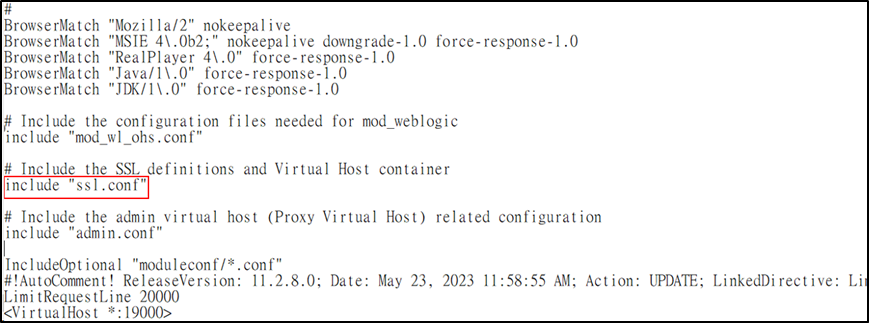 #
BrowserMatch "Mozilla/2" nokeepalive
BrowserMatch "MSIE 4\.0b2;" nokeepalive downgrade-1.0 force-response-1.0
BrowserMatch "RealPlayer 4\.0" force-response-1.0
BrowserMatch "Java/1\.0" force-response-1.0
BrowserMatch "JDK/1\.0" force-response-1.0
# Include the configuration files needed for mod_weblogic
include "mod_wl_ohs.conf"
# Include the SSL definitions and Virtual Host container
include "ssl.conf"
# Include the admin virtual host (Proxy Virtual Host) related configuration
include "admin.conf"
IncludeOptional "moduleconf/*.conf"
#!AutoComment! ReleaseVersion: 11.2.8.0; Date: May 23, 2023 11:58:55 AM; Action: UPDATE; LinkedDirective:
LimitRequestLine 20000
<VirtualHost *:19000>